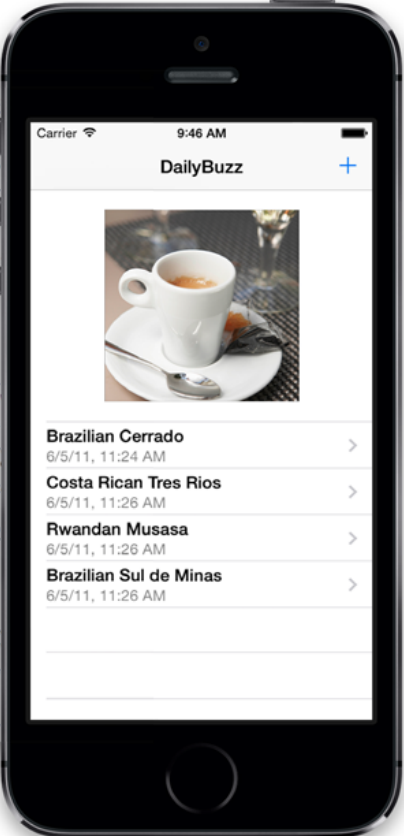 Carrier
9:46 AM
DailyBuzz
+
Brazilian Cerrado
6/5/11, 11:24 AM
Costa Rican Tres Rios
6/5/11, 11:26 AM
Rwandan Musasa
6/5/11, 11:26 AM
Brazilian Sul de Minas
6/5/11, 11:26 AM